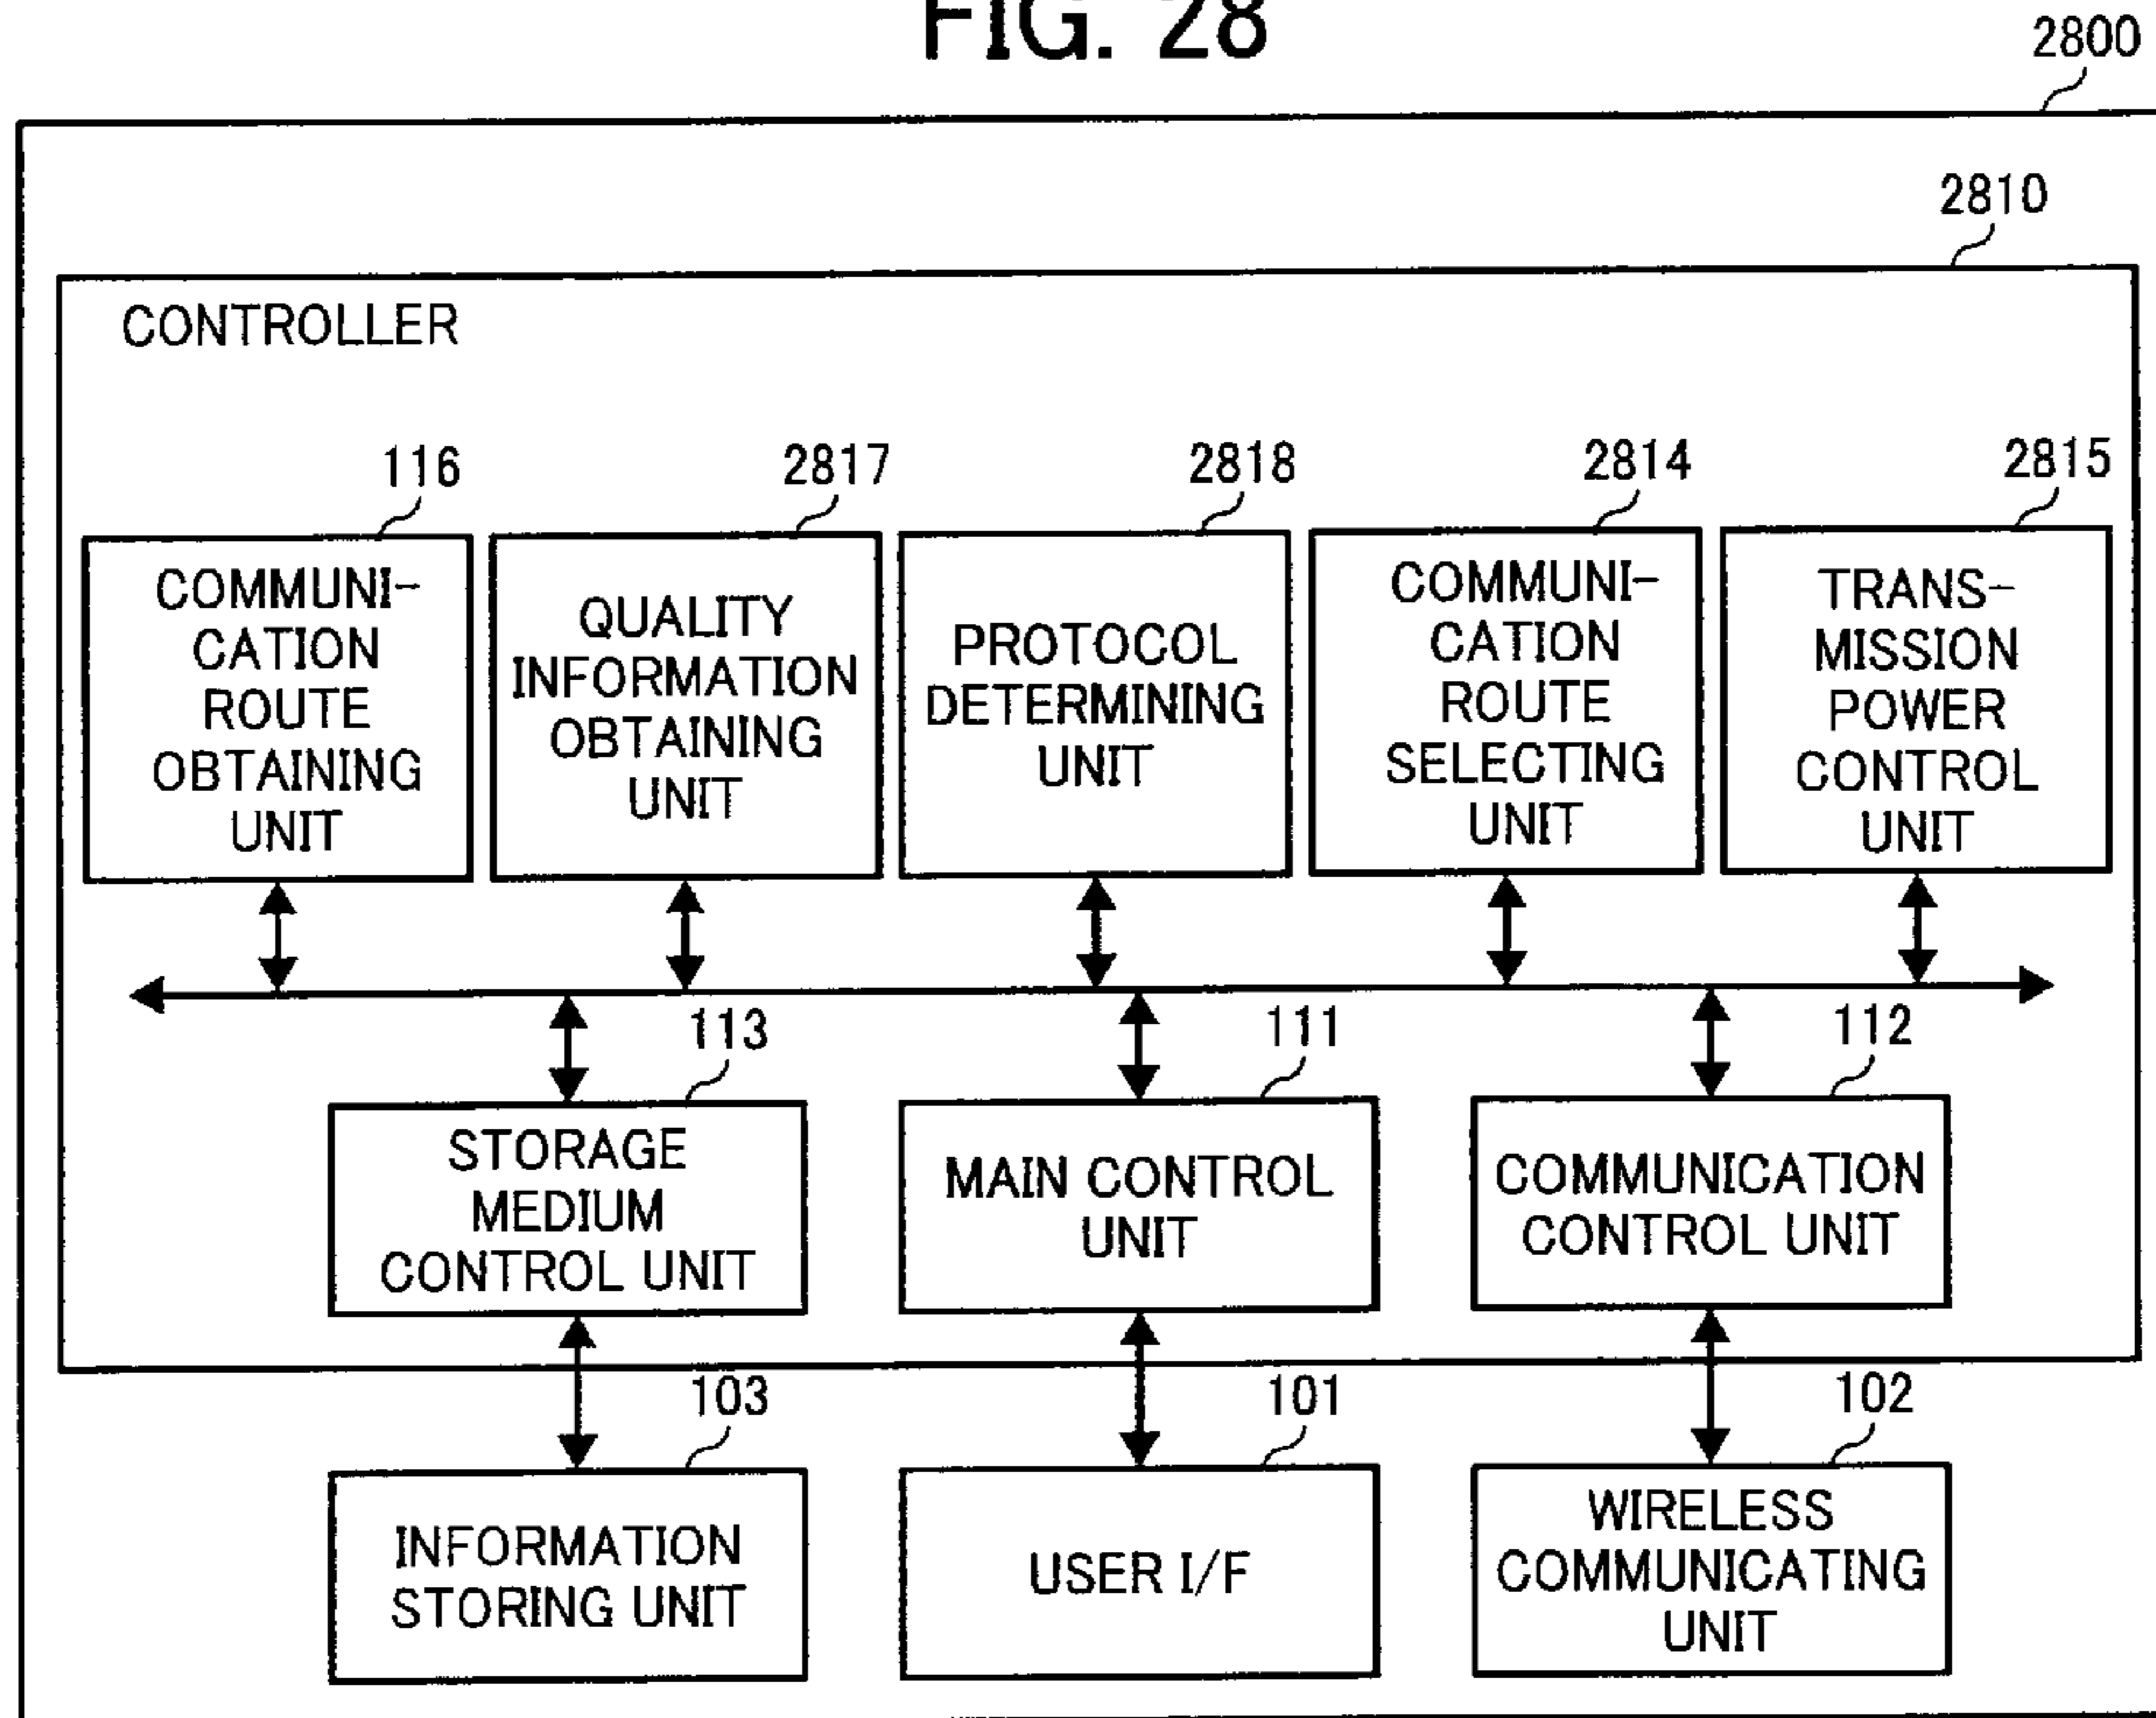 FIG. 28
2800
2810
CONTROLLER
116
2817
2818
2814
2815
COMMUNI-
CATION
ROUTE
OBTAINING
UNIT
QUALITY
INFORMATION
OBTAINING
UNIT
PROTOCOL
DETERMINING
UNIT
COMMUNI-
CATION
ROUTE
SELECTING
UNIT
TRANS-
MISSION
POWER
CONTROL
UNIT
113
111
112
STORAGE
MEDIUM
CONTROL UNIT
MAIN CONTROL
UNIT
COMMUNICATION
CONTROL UNIT
103
101
102
INFORMATION
STORING UNIT
USER I/F
WIRELESS
COMMUNICATING
UNIT